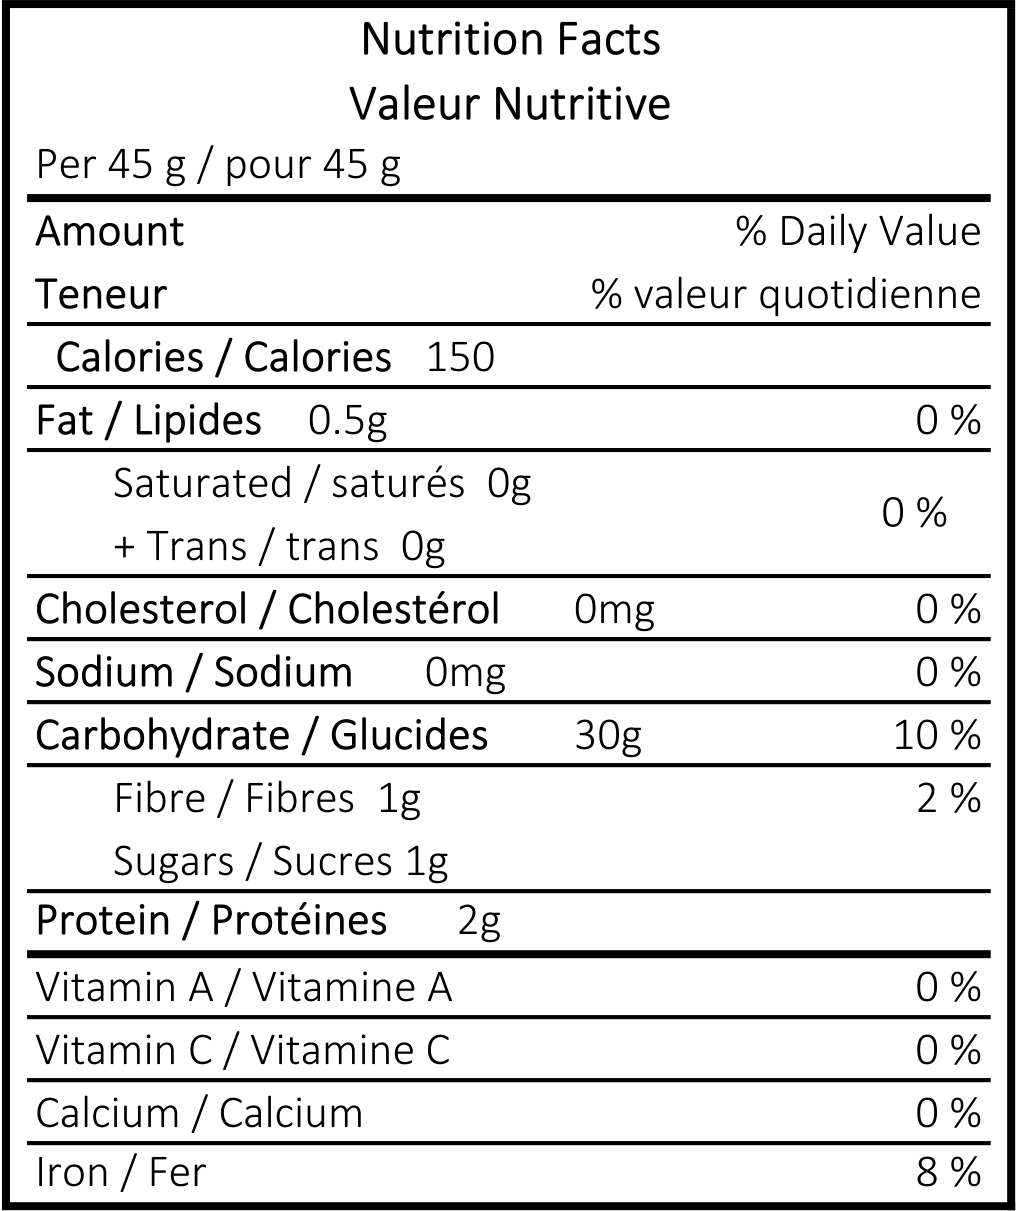 Nutrition Facts
Valeur Nutritive
Per 45 g / pour 45 g
Amount % Daily Value
Teneur % valeur quotidienne
Calories / Calories 150
Fat / Lipides 0.5g 0 %
Saturated / saturés 0g
0 %
+ Trans / trans 0g
Cholesterol / Cholestérol 0mg 0 %
Sodium / Sodium 0mg 0 %
Carbohydrate / Glucides 30g 10 %
Fibre / Fibres 1g 2 %
Sugars / Sucres 1g
Protein / Protéines 2g
Vitamin A / Vitamine A 0 %
Vitamin C / Vitamine C 0 %
Calcium / Calcium 0 %
Iron / Fer 8 %